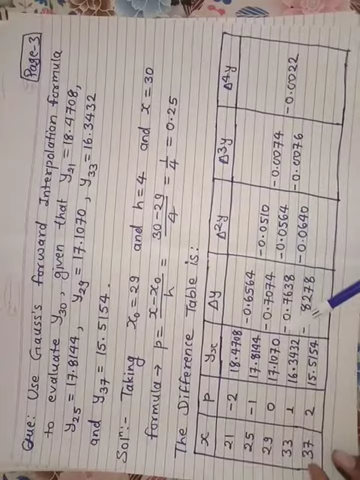 Page-3
Que: Use Gauss's forward Interpolation formula
to evaluate y30, given that y21 = 18.4708,
y25 = 17.8144, y29 = 17.1070, y33 = 16.3432
and y37 = 15.5154.
Solⁿ:- Taking x0 = 29 and h = 4 and x = 30
formula → p = x-x0/h = 30-29/4 = 1/4 = 0.25
The Difference Table is:
x P yx Δy Δ2y Δ3y Δ4y
21 -2 18.4708
-0.6564
25 -1 17.8144 -0.0510
-0.7074 -0.0074
29 0 17.1070 -0.0564 -0.0022
-0.7638 -0.0076
33 1 16.3432 -0.0640
- 8278
37 2 15.5154